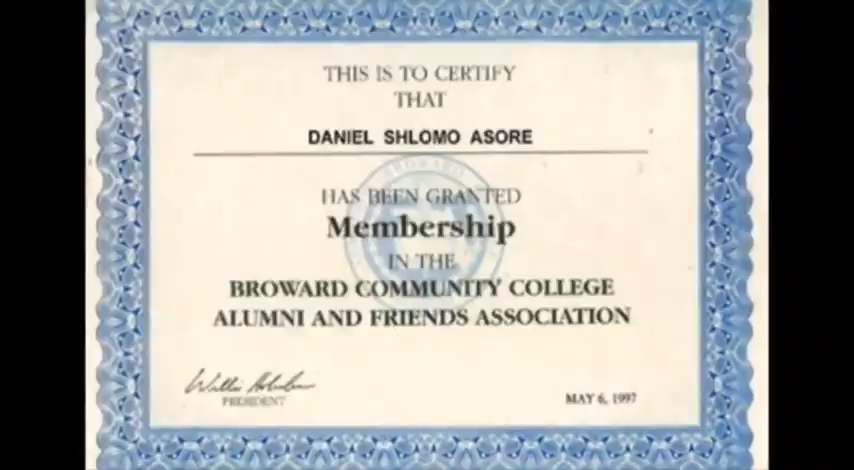 THIS IS TO CERTIFY
THAT
DANIEL SHLOMO ASORE
BROWARD
HAS BEEN GRANTED
Membership
IN THE
BROWARD COMMUNITY COLLEGE
ALUMNI AND FRIENDS ASSOCIATION
PRESIDENT
MAY 6, 1997